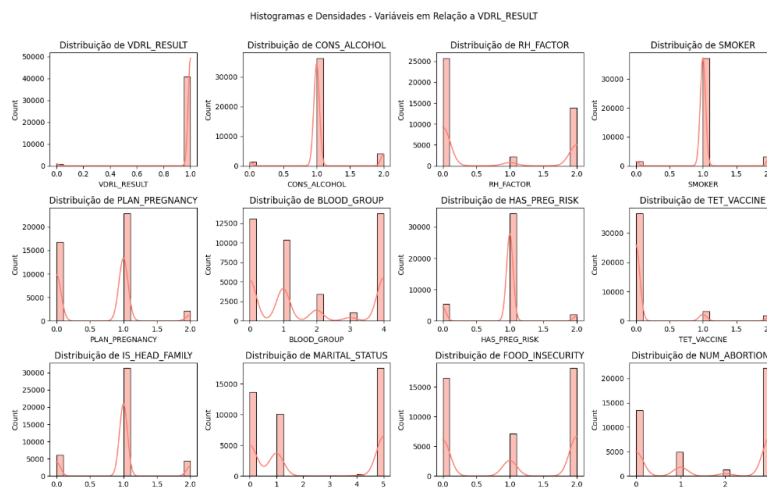 Histogramas e Densidades - Variáveis em Relação a VDRL_RESULT
Distribuição de VDRL_RESULT
Distribuição de CONS_ALCOHOL
Distribuição de RH_FACTOR
Distribuição de SMOKER
50000
40000
30000
20000
10000
0
Count
0.0 0.2 0.4 0.6 0.8 1.0
VDRL_RESULT
30000
20000
10000
0
Count
0.0 0.5 1.0 1.5 2.0
CONS_ALCOHOL
25000
20000
15000
10000
5000
0
Count
0.0 0.5 1.0 1.5 2.0
RH_FACTOR
30000
20000
10000
0
Count
0.0 0.5 1.0 1.5
SMOKER
Distribuição de PLAN_PREGNANCY
Distribuição de BLOOD_GROUP
Distribuição de HAS_PREG_RISK
Distribuição de TET_VACCINE
20000
15000
10000
5000
0
Count
0.0 0.5 1.0 1.5 2.0
PLAN_PREGNANCY
12500
10000
7500
5000
2500
0
Count
0 1 2 3 4
BLOOD_GROUP
30000
20000
10000
0
Count
0.0 0.5 1.0 1.5 2.0
HAS_PREG_RISK
30000
20000
10000
0
Count
0.0 0.5 1.0 1.5
TET_VACCINE
Distribuição de IS_HEAD_FAMILY
Distribuição de MARITAL_STATUS
Distribuição de FOOD_INSECURITY
Distribuição de NUM_ABORTION
30000
20000
10000
0
Count
0.0 0.5 1.0 1.5 2.0
15000
10000
5000
0
Count
0 1 2 3 4 5
15000
10000
5000
0
Count
0.0 0.5 1.0 1.5 2.0
20000
15000
10000
5000
0
Count
0 1 2